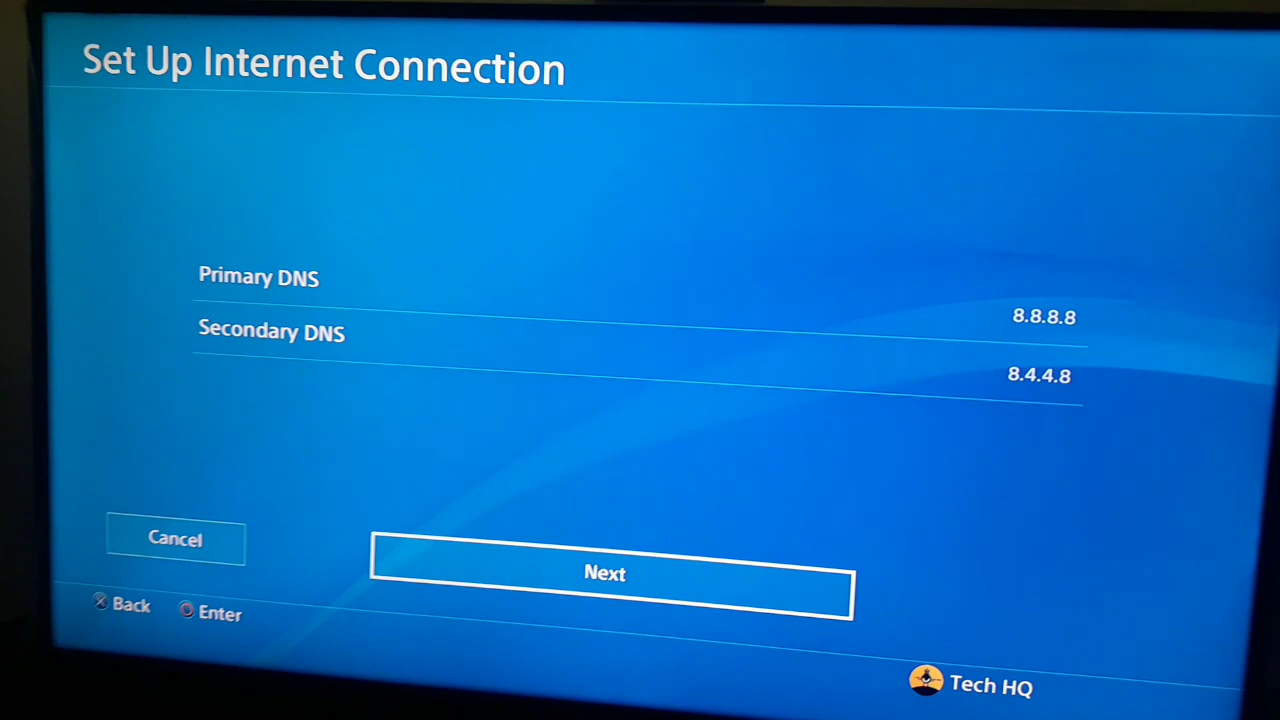 Set Up Internet Connection
Primary DNS
8.8.8.8
Secondary DNS
8.4.4.8
Cancel
Next
Back
Enter
Tech HQ